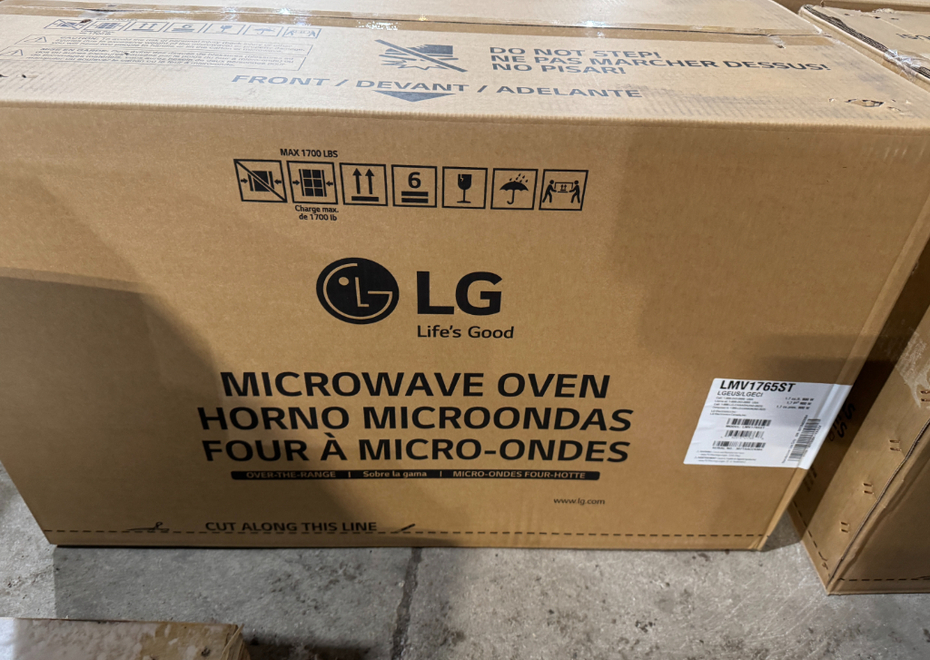 DO NOT STEP!
NE PAS MARCHER DESSUS!
NO PISAR!
FRONT / DEVANT / ADELANTE
MAX 1700 LBS
6
Charge max.
de 1700 lb
LG
Life's Good
MICROWAVE OVEN
HORNO MICROONDAS
FOUR À MICRO-ONDES
OVER-THE-RANGE | Sobre la gama | MICRO-ONDES FOUR-HOTTE
www.lg.com
CUT ALONG THIS LINE
LMV1765ST
LGEUS/LGECI